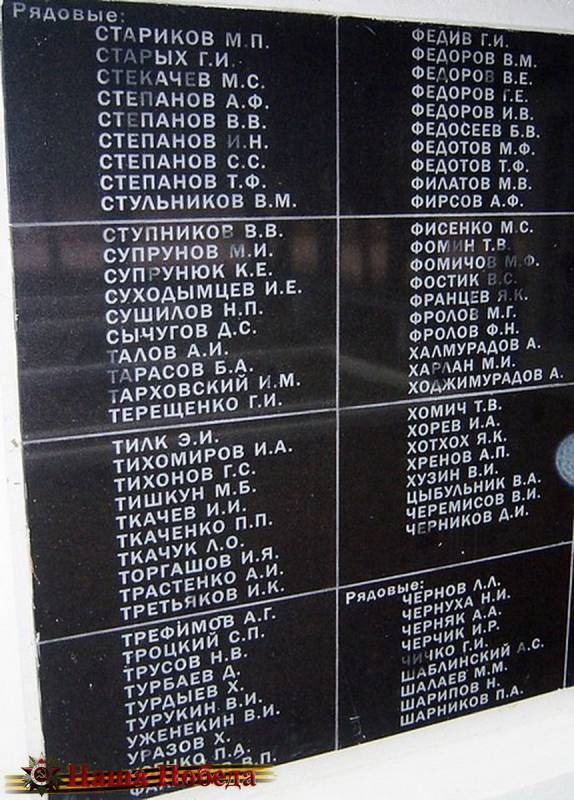 Рядовые:
СТАРИКОВ М.П.
СТАРЫХ Г.И.
СТЕКАЧЕВ М.С.
СТЕПАНОВ А.Ф.
СТЕПАНОВ В.В.
СТЕПАНОВ И.Н.
СТЕПАНОВ С.С.
СТЕПАНОВ Т.Ф.
СТУЛЬНИКОВ В.М.
СТУПНИКОВ В.В.
СУПРУНОВ М.И.
СУПРУНЮК К.Е.
СУХОДЫМЦЕВ И.Е.
СУШИЛОВ Н.П.
СЫЧУГОВ Д.С.
ТАЛОВ А.И.
ТАРАСОВ Б.А.
ТАРХОВСКИЙ И.М.
ТЕРЕЩЕНКО Г.И.
ТИЛК Э.И.
ТИХОМИРОВ И.А.
ТИХОНОВ Г.С.
ТИШКУН М.Б.
ТКАЧЕВ И.И.
ТКАЧЕНКО П.П.
ТКАЧУК Л.О.
ТОРГАШОВ И.Я.
ТРАСТЕНКО А.И.
ТРЕТЬЯКОВ И.К.
ТРЕФИМОВ А.Г.
ТРОЦКИЙ С.П.
ТРУСОВ Н.В.
ТУРБАЕВ Д.
ТУРДЫЕВ Х.
ТУРУКИН В.И.
УЖЕНЕКИН В.И.
УРАЗОВ Х.
П.А.
В.П.
ФЕДИВ Г.И.
ФЕДОРОВ В.М.
ФЕДОРОВ В.Е.
ФЕДОРОВ Г.Е.
ФЕДОРОВ И.В.
ФЕДОСЕЕВ Б.В.
ФЕДОТОВ М.Ф.
ФЕДОТОВ Т.Ф.
ФИЛАТОВ М.В.
ФИРСОВ А.Ф.
ФИСЕНКО М.С.
ФОМИН Т.В.
ФОМИЧОВ М.Ф.
ФОСТИК В.С.
ФРАНЦЕВ Я.К.
ФРОЛОВ М.Г.
ФРОЛОВ Ф.Н.
ХАЛМУРАДОВ А.
ХАРЛАН М.И.
ХОДЖИМУРАДОВ А.
ХОМИЧ Т.В.
ХОРЕВ И.А.
ХОТХОХ Я.К.
ХРЕНОВ А.П.
ХУЗИН В.И.
ЦЫБУЛЬНИК В.А.
ЧЕРЕМИСОВ В.И.
ЧЕРНИКОВ Д.И.
Рядовые:
ЧЕРНОВ Л.Л.
ЧЕРНУХА Н.И.
ЧЕРНЯК А.А.
ЧЕРЧИК И.Р.
ЧИЧКО Г.И.
ШАБЛИНСКИЙ А.С.
ШАЛАЕВ М.М.
ШАРИПОВ Н.
ШАРНИКОВ П.А.
Наша Победа